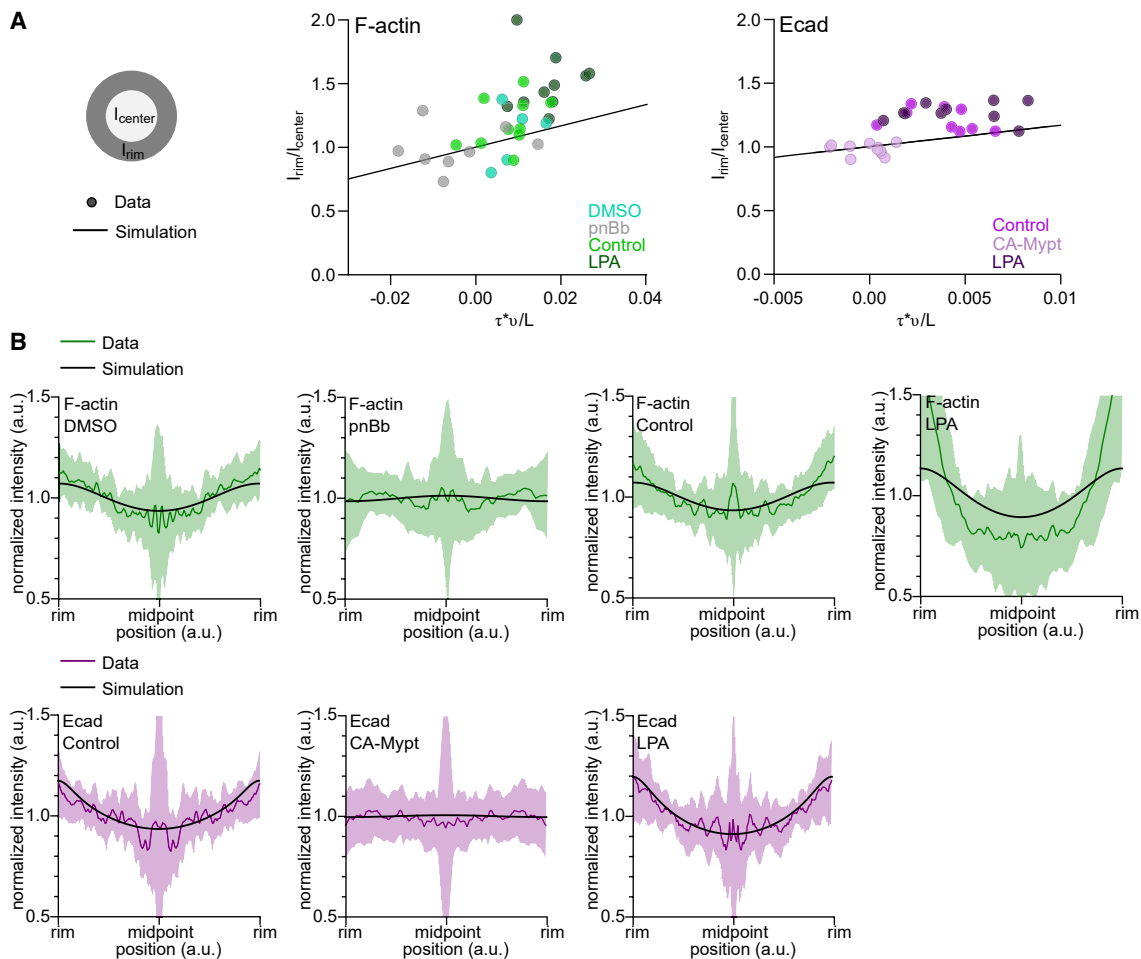 A
I_center
I_rim
Data
Simulation
F-actin
I_rim/I_center
2.0
1.5
1.0
0.5
0.0
-0.02
0.00
0.02
0.04
τ*υ/L
DMSO
pnBb
Control
LPA
Ecad
I_rim/I_center
2.0
1.5
1.0
0.5
0.0
-0.005
0.00
0.005
0.01
τ*υ/L
Control
CA-Mypt
LPA
B
Data
Simulation
normalized intensity (a.u.)
1.5
1.0
0.5
F-actin
DMSO
rim
midpoint
rim
position (a.u.)
normalized intensity (a.u.)
1.5
1.0
0.5
F-actin
pnBb
rim
midpoint
rim
position (a.u.)
normalized intensity (a.u.)
1.5
1.0
0.5
F-actin
Control
rim
midpoint
rim
position (a.u.)
normalized intensity (a.u.)
1.5
1.0
0.5
F-actin
LPA
rim
midpoint
rim
position (a.u.)
Data
Simulation
normalized intensity (a.u.)
1.5
1.0
0.5
Ecad
Control
rim
midpoint
rim
position (a.u.)
normalized intensity (a.u.)
1.5
1.0
0.5
Ecad
CA-Mypt
rim
midpoint
rim
position (a.u.)
normalized intensity (a.u.)
1.5
1.0
0.5
Ecad
LPA
rim
midpoint
rim
position (a.u.)